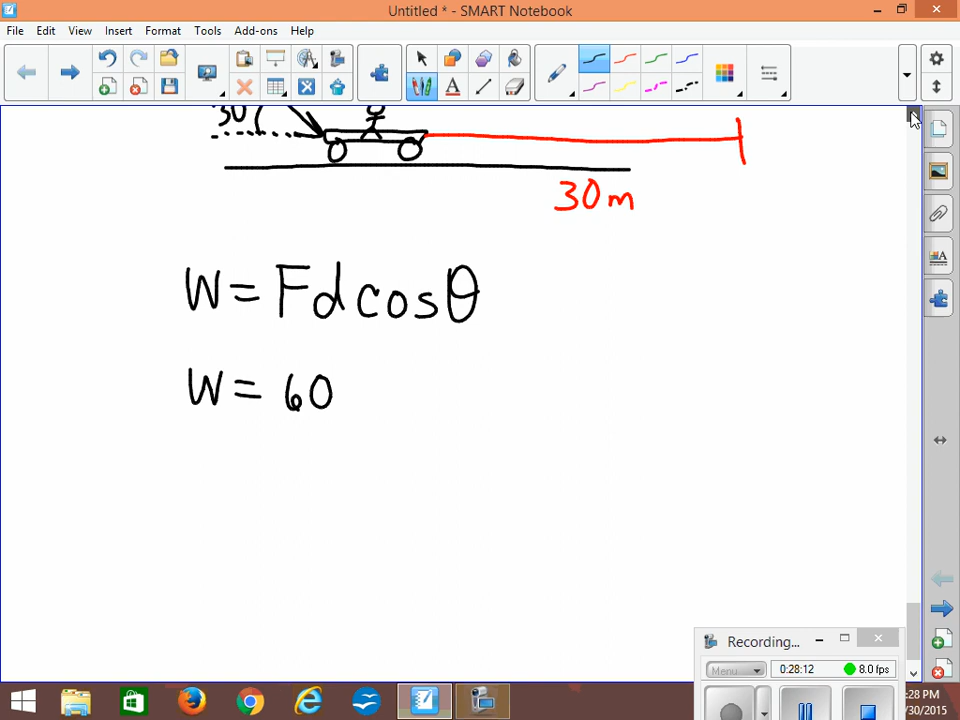 Untitled * - SMART Notebook
File Edit View Insert Format Tools Add-ons Help
30 m
W = Fd cos θ
W = 60
Recording...
Menu
0:28:12
8.0 fps
:28 PM
/30/2015